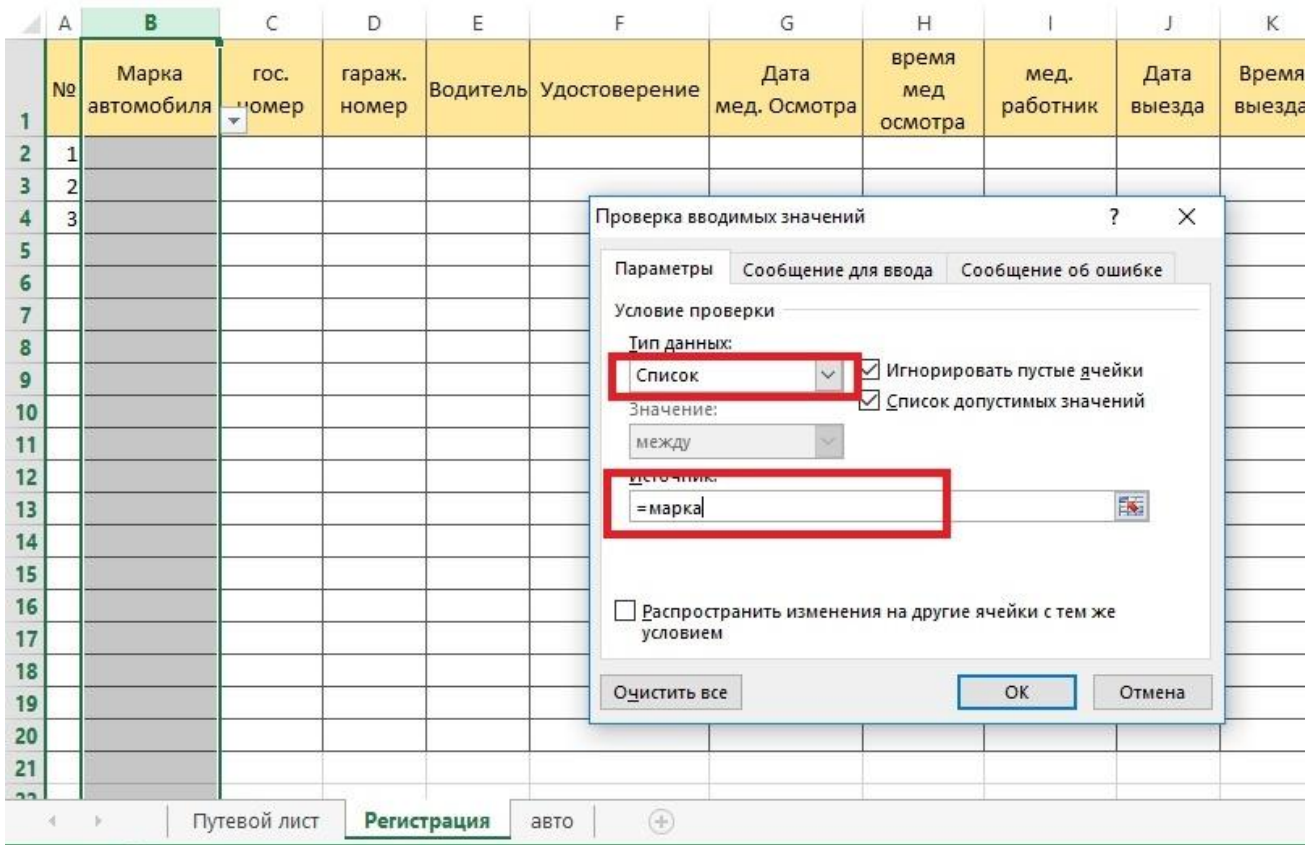 A B C D E F G H I J K
1 № Марка автомобиля гос. номер гараж. номер Водитель Удостоверение Дата мед. Осмотра время мед осмотра мед. работник Дата выезда Время выезда
2 1
3 2
4 3
5
6
7
8
9
10
11
12
13
14
15
16
17
18
19
20
21
22
Проверка вводимых значений ?
Параметры Сообщение для ввода Сообщение об ошибке
Условие проверки
Тип данных:
Список
Игнорировать пустые ячейки
Значение:
Список допустимых значений
между
Источник:
=марка
Распространить изменения на другие ячейки с тем же
условием
Очистить все ОК Отмена
Путевой лист Регистрация авто